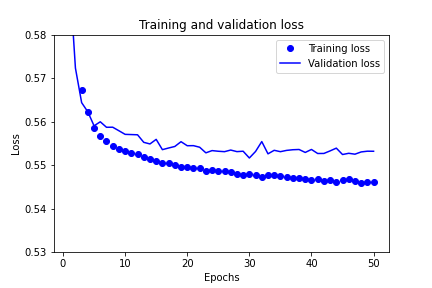 Training and validation loss
Training loss
Validation loss
0.58
0.57
0.56
0.55
0.54
0.53
Loss
0
10
20
30
40
50
Epochs